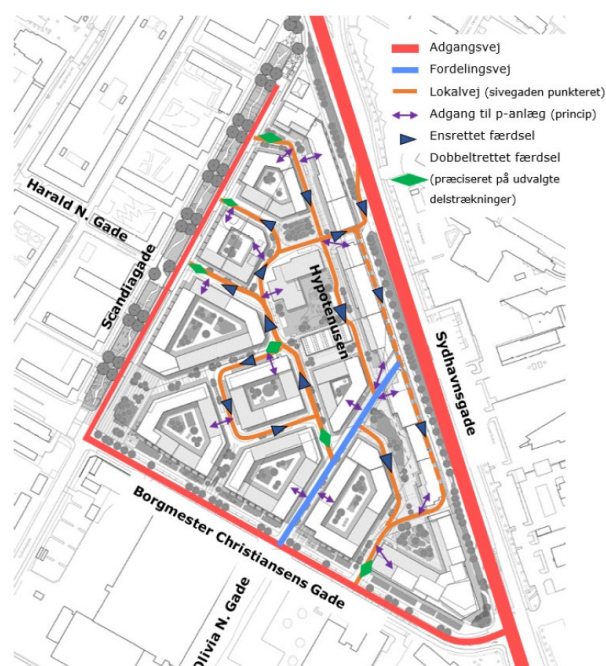 Adgangsvej
Fordelingsvej
Lokalvej (sivegaden punkteret)
Adgang til p-anlæg (princip)
Ensrettet færdsel
Dobbeltrettet færdsel
(præciseret på udvalgte
delstrækninger)
Harald N. Gade
Scandiagade
Hypotenusen
Sydhavnsgade
Borgmester Christiansens Gade
Olivia N. Gade